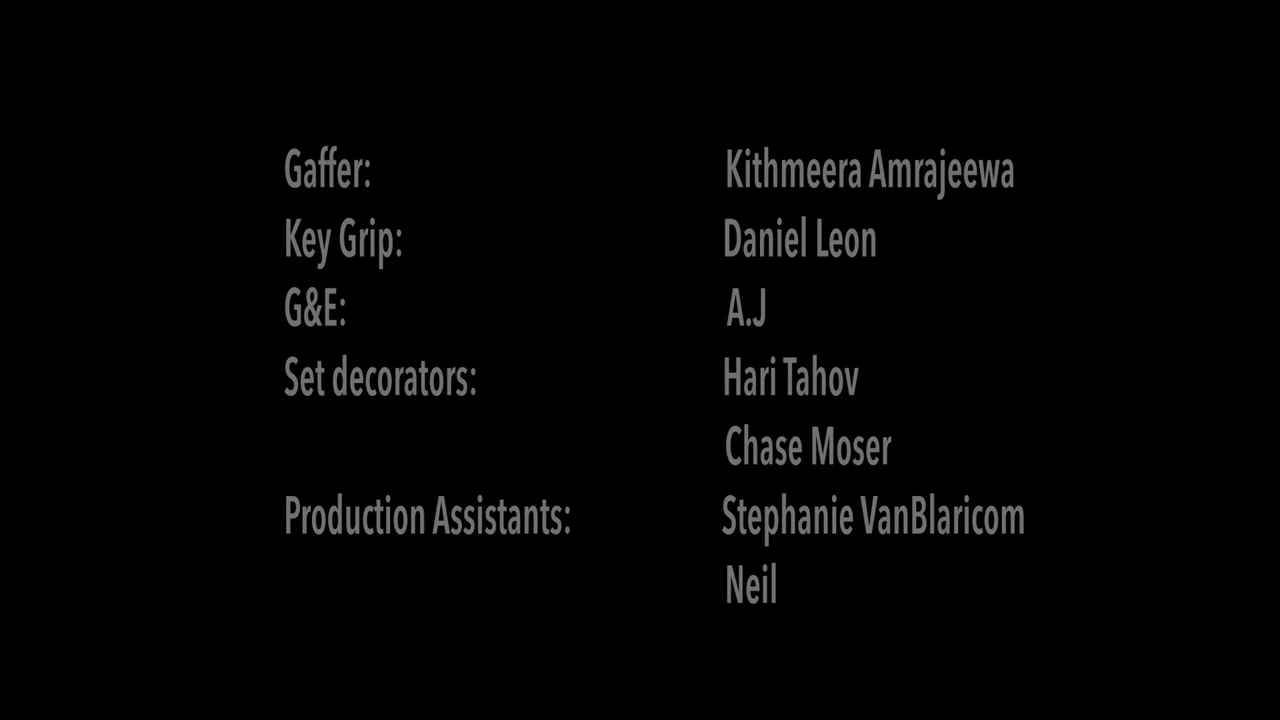 Gaffer: Kithmeera Amrajeewa
Key Grip: Daniel Leon
G&E: A.J
Set decorators: Hari Tahov
Chase Moser
Production Assistants: Stephanie VanBlaricom
Neil